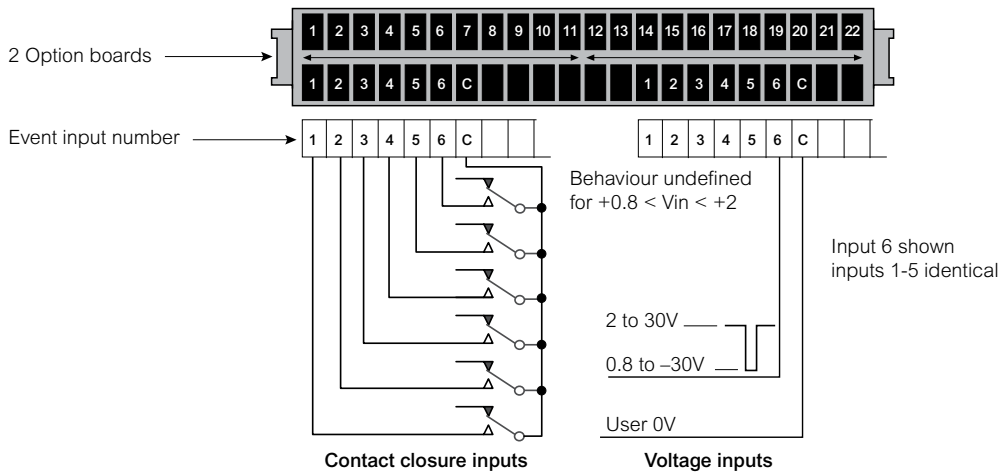 1 2 3 4 5 6 7 8 9 10 11 12 13 14 15 16 17 18 19 20 21 22
2 Option boards
1 2 3 4 5 6 C 1 2 3 4 5 6 C
Event input number
1 2 3 4 5 6 C
1 2 3 4 5 6 C
Behaviour undefined
for +0.8 < Vin < +2
Input 6 shown
inputs 1-5 identical
2 to 30V
0.8 to –30V
User 0V
Contact closure inputs
Voltage inputs